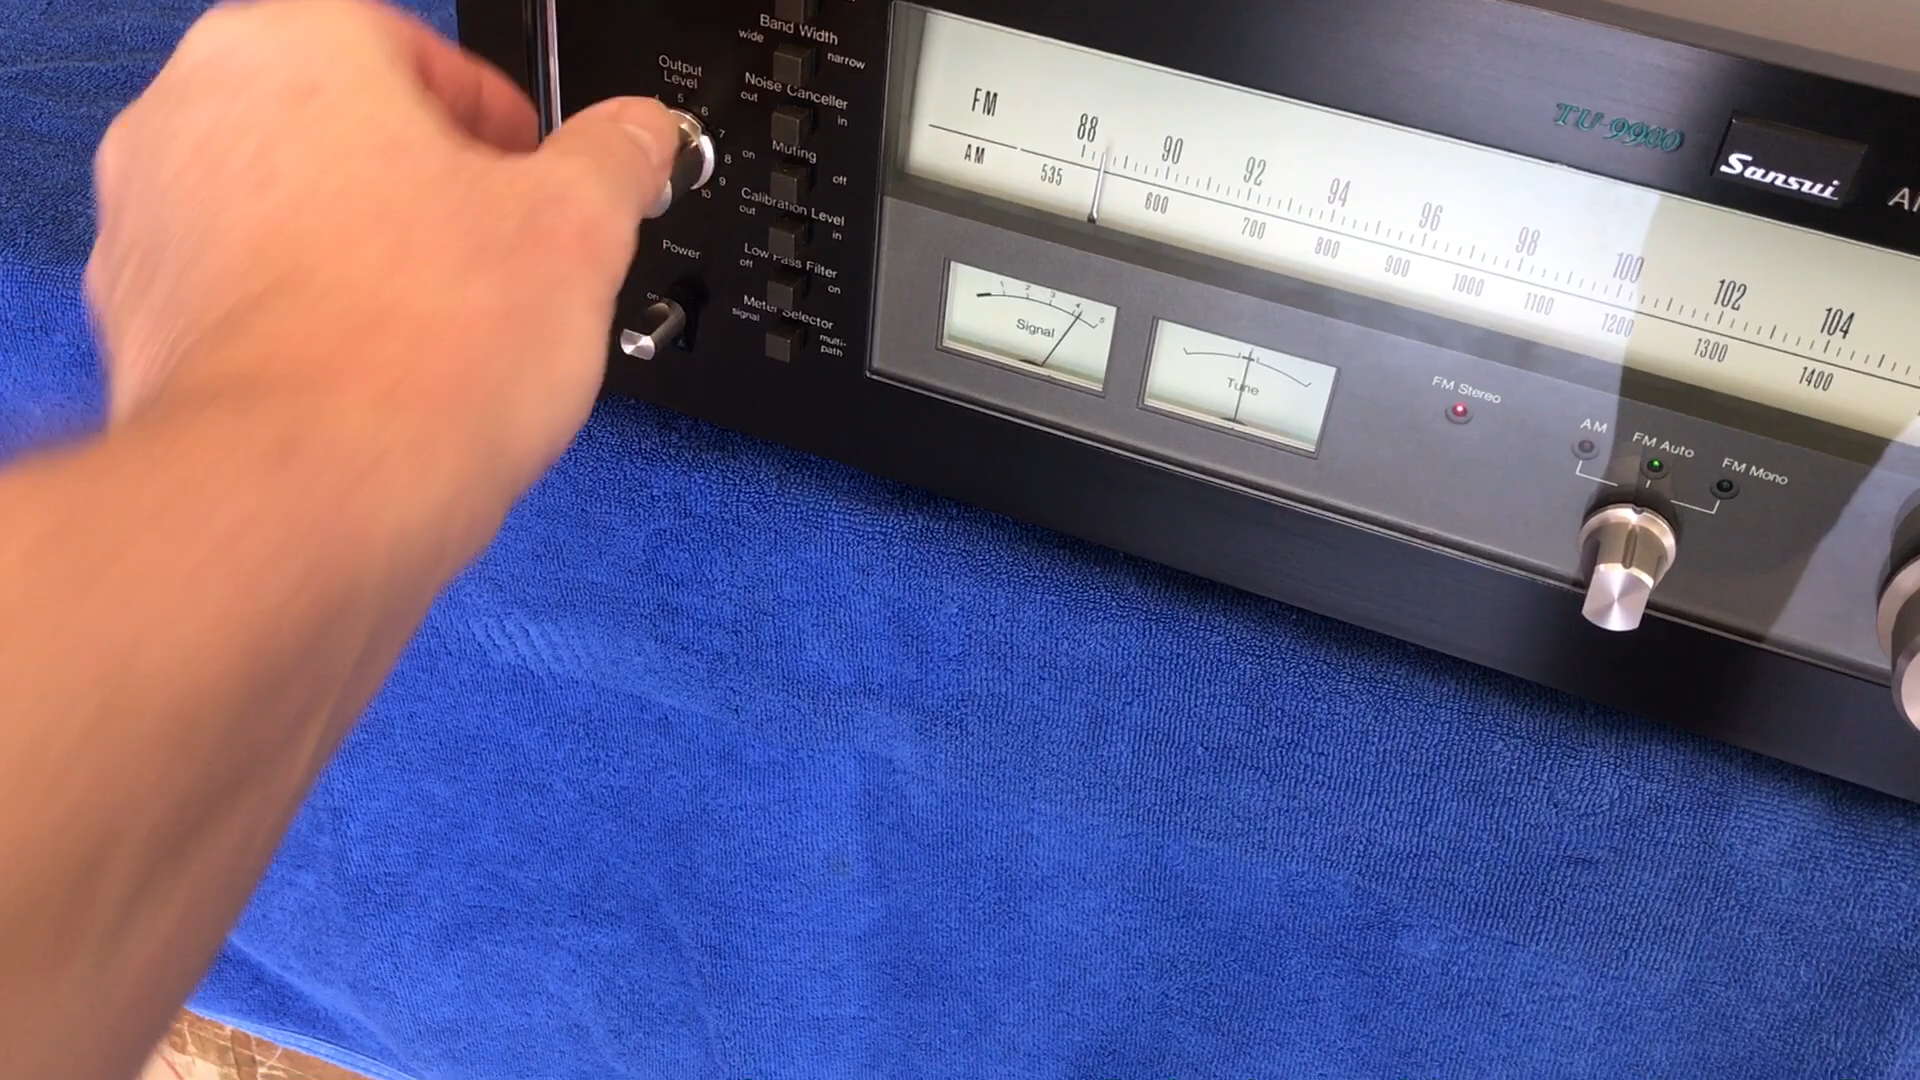 Band Width
wide
narrow
Output
Level
4 5 6 7 8 9 10
Noise Canceller
out
in
Muting
on
off
Calibration Level
out
in
Power
on
Low Pass Filter
off
on
Meter Selector
signal
multi-
path
FM
88 90 92 94 96 98 100 102 104
AM
535 600 700 800 900 1000 1100 1200 1300 1400
TU-9900
Sansui
1 2 3 4 5
Signal
Tune
FM Stereo
AM
FM Auto
FM Mono